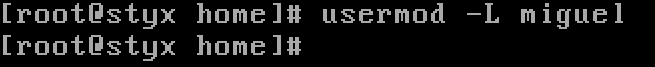 [root@styx home]# usermod -L miguel
[root@styx home]#